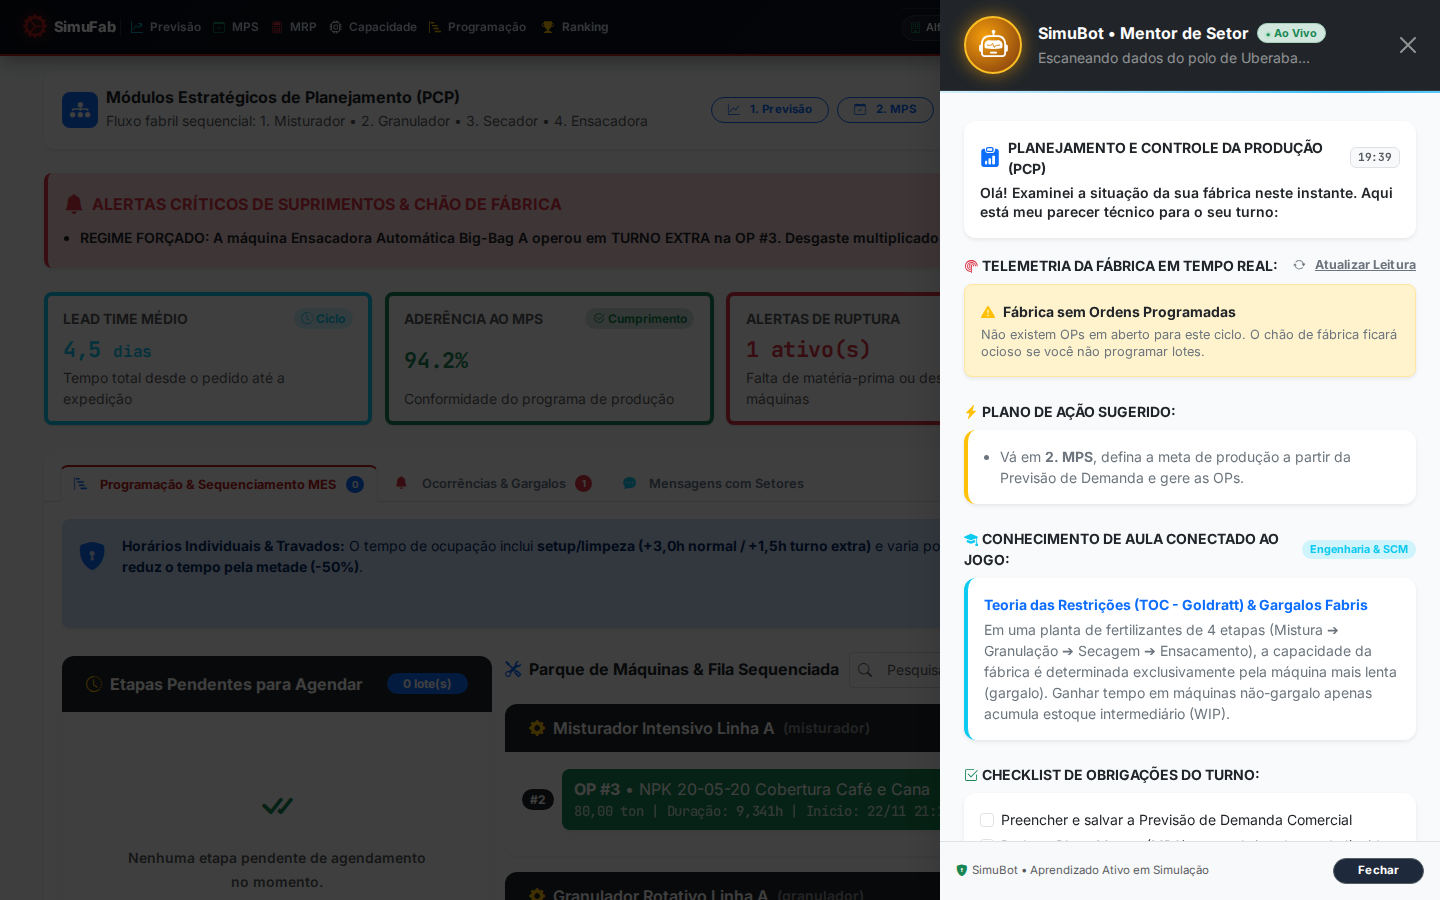 SimuFab
Previsão
MPS
MRP
Capacidade
Programação
Ranking
Módulos Estratégicos de Planejamento (PCP)
Fluxo fabril sequencial: 1. Misturador • 2. Granulador • 3. Secador • 4. Ensacadora
1. Previsão
2. MPS
ALERTAS CRÍTICOS DE SUPRIMENTOS & CHÃO DE FÁBRICA
• REGIME FORÇADO: A máquina Ensacadora Automática Big-Bag A operou em TURNO EXTRA na OP #3. Desgaste multiplicado
LEAD TIME MÉDIO
Ciclo
4,5 dias
Tempo total desde o pedido até a
expedição
ADERÊNCIA AO MPS
Cumprimento
94.2%
Conformidade do programa de produção
ALERTAS DE RUPTURA
1 ativo(s)
Falta de matéria-prima ou
máquinas
Programação & Sequenciamento MES 0
Ocorrências & Gargalos 1
Mensagens com Setores
Horários Individuais & Travados: O tempo de ocupação inclui setup/limpeza (+3,0h normal / +1,5h turno extra) e varia
reduz o tempo pela metade (-50%).
Etapas Pendentes para Agendar
0 lote(s)
Nenhuma etapa pendente de agendamento
no momento.
Parque de Máquinas & Fila Sequenciada
Misturador Intensivo Linha A (misturador)
#2
OP #3 • NPK 20-05-20 Cobertura Café e Cana
80,00 ton | Duração: 9,341h | Início: 22/11
Granulador Rotativo Linha A (granulador)
SimuBot • Mentor de Setor
• Ao Vivo
Escaneando dados do polo de Uberaba...
PLANEJAMENTO E CONTROLE DA PRODUÇÃO
(PCP)
19:39
Olá! Examinei a situação da sua fábrica neste instante. Aqui
está meu parecer técnico para o seu turno:
TELEMETRIA DA FÁBRICA EM TEMPO REAL:
Atualizar Leitura
Fábrica sem Ordens Programadas
Não existem OPs em aberto para este ciclo. O chão de fábrica ficará
ocioso se você não programar lotes.
PLANO DE AÇÃO SUGERIDO:
• Vá em 2. MPS, defina a meta de produção a partir da
Previsão de Demanda e gere as OPs.
CONHECIMENTO DE AULA CONECTADO AO
JOGO:
Engenharia & SCM
Teoria das Restrições (TOC - Goldratt) & Gargalos Fabris
Em uma planta de fertilizantes de 4 etapas (Mistura ➔
Granulação ➔ Secagem ➔ Ensacamento), a capacidade da
fábrica é determinada exclusivamente pela máquina mais lenta
(gargalo). Ganhar tempo em máquinas não-gargalo apenas
acumula estoque intermediário (WIP).
CHECKLIST DE OBRIGAÇÕES DO TURNO:
Preencher e salvar a Previsão de Demanda Comercial
SimuBot • Aprendizado Ativo em Simulação
Fechar